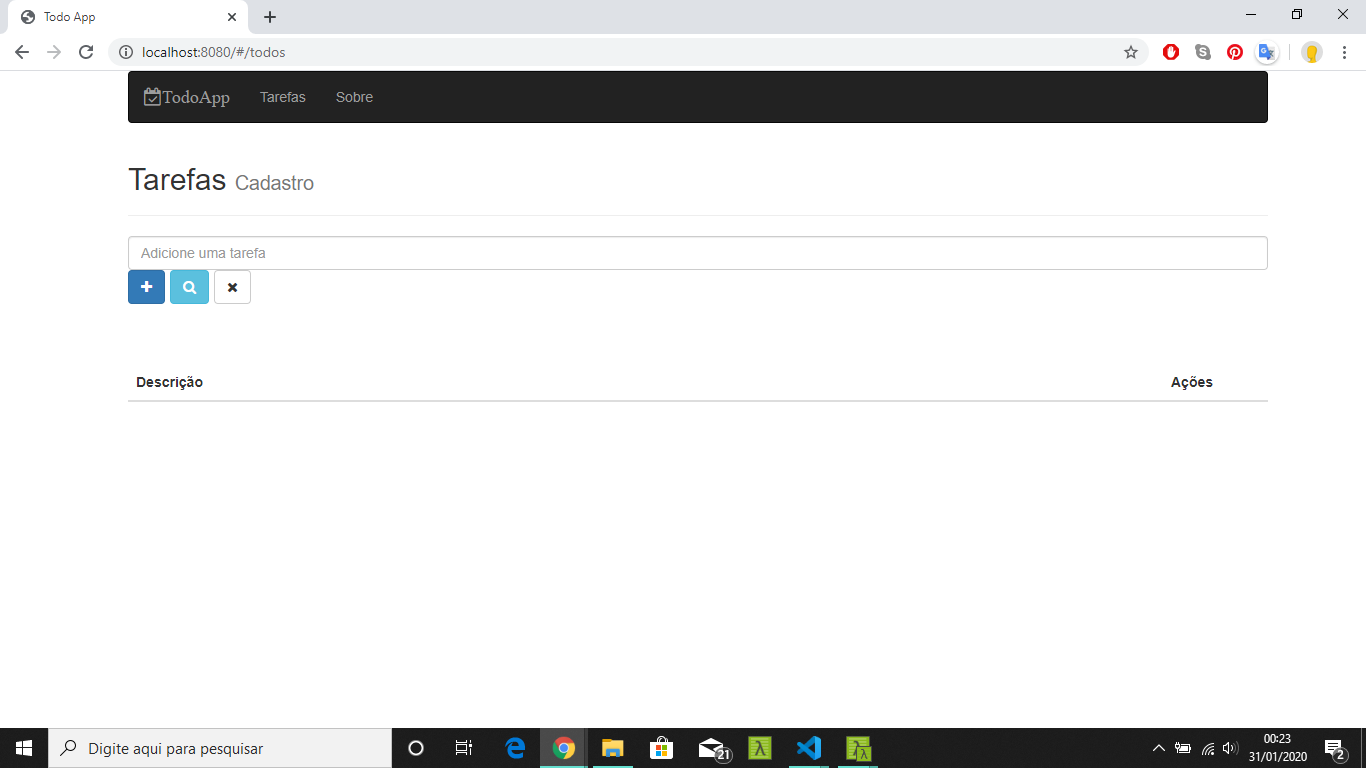 Todo App
localhost:8080/#/todos
TodoApp Tarefas Sobre
Tarefas Cadastro
Adicione uma tarefa
Descrição Ações
Digite aqui para pesquisar
21
00:23
31/01/2020
2